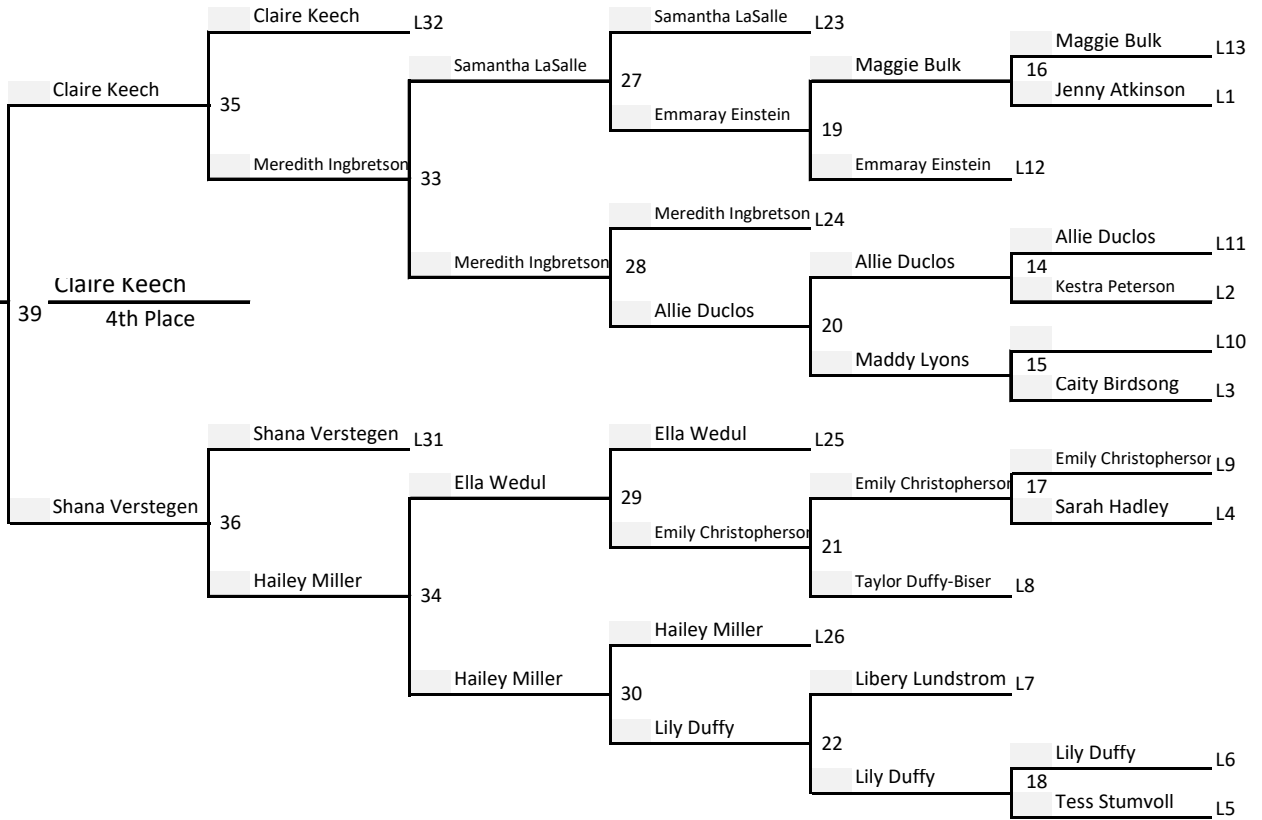 Claire Keech
L32
Samantha LaSalle
L23
Maggie Bulk
L13
Samantha LaSalle
Maggie Bulk
16
Claire Keech
27
Jenny Atkinson
L1
35
Emmaray Einstein
19
Meredith Ingbretson
Emmaray Einstein
L12
33
Meredith Ingbretson
L24
Allie Duclos
L11
Meredith Ingbretson
28
Allie Duclos
14
Kestra Peterson
L2
Claire Keech
39
4th Place
Allie Duclos
20
L10
Maddy Lyons
15
Caity Birdsong
L3
Shana Verstegen
L31
Ella Wedul
L25
Emily Christopherson
L9
Ella Wedul
Emily Christopherson
17
Shana Verstegen
29
Sarah Hadley
L4
36
Emily Christopherson
21
Hailey Miller
34
Taylor Duffy-Biser
L8
Hailey Miller
L26
Hailey Miller
30
Libery Lundstrom
L7
Lily Duffy
22
Lily Duffy
L6
Lily Duffy
18
Tess Stumvoll
L5